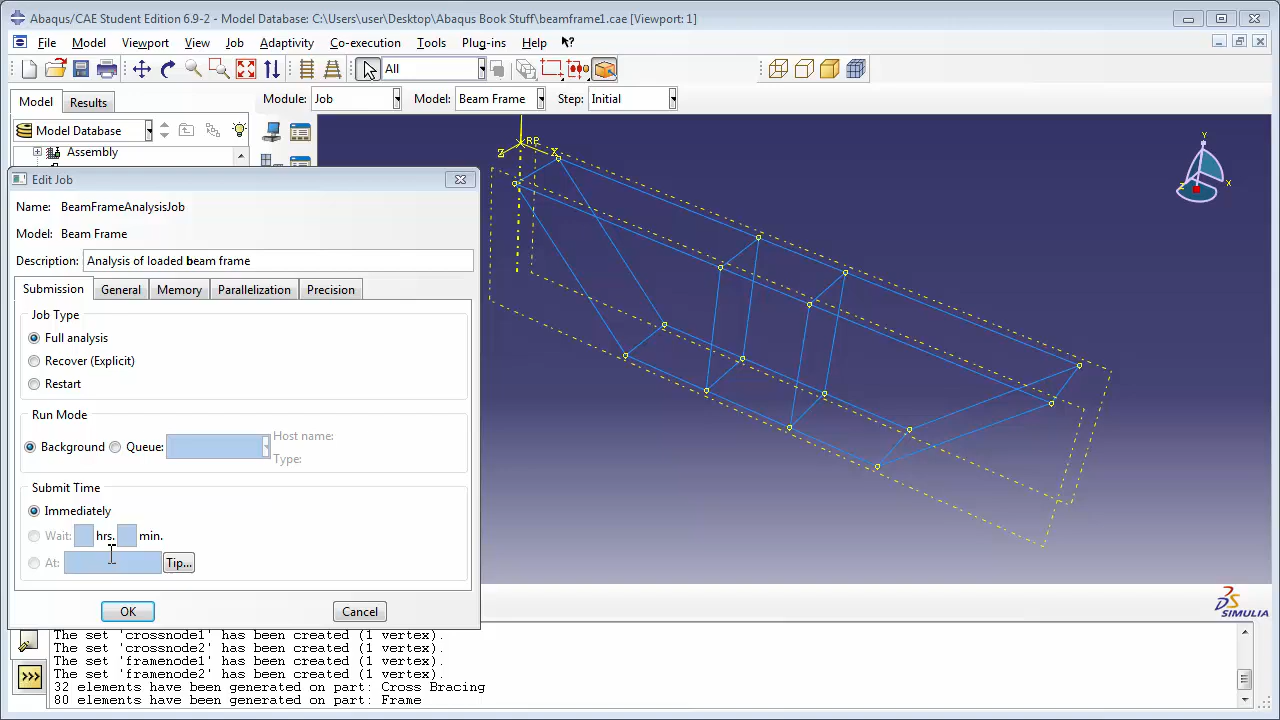 Abaqus/CAE Student Edition 6.9-2 - Model Database: C:\Users\user\Desktop\Abaqus Book Stuff\beamframe1.cae [Viewport: 1]
File Model Viewport View Job Adaptivity Co-execution Tools Plug-ins Help
All
Model Results Module: Job Model: Beam Frame Step: Initial
Model Database
Assembly
Edit Job
Name: BeamFrameAnalysisJob
Model: Beam Frame
Description: Analysis of loaded beam frame
Submission General Memory Parallelization Precision
Job Type
Full analysis
Recover (Explicit)
Restart
Run Mode
Background Queue: Host name:
Type:
Submit Time
Immediately
Wait: hrs. min.
At: Tip...
OK Cancel
RP
Z X
Y
Z X
SIMULIA
The set 'crossnode1' has been created (1 vertex).
The set 'crossnode2' has been created (1 vertex).
The set 'framenode1' has been created (1 vertex).
The set 'framenode2' has been created (1 vertex).
32 elements have been generated on part: Cross Bracing
80 elements have been generated on part: Frame
>>>